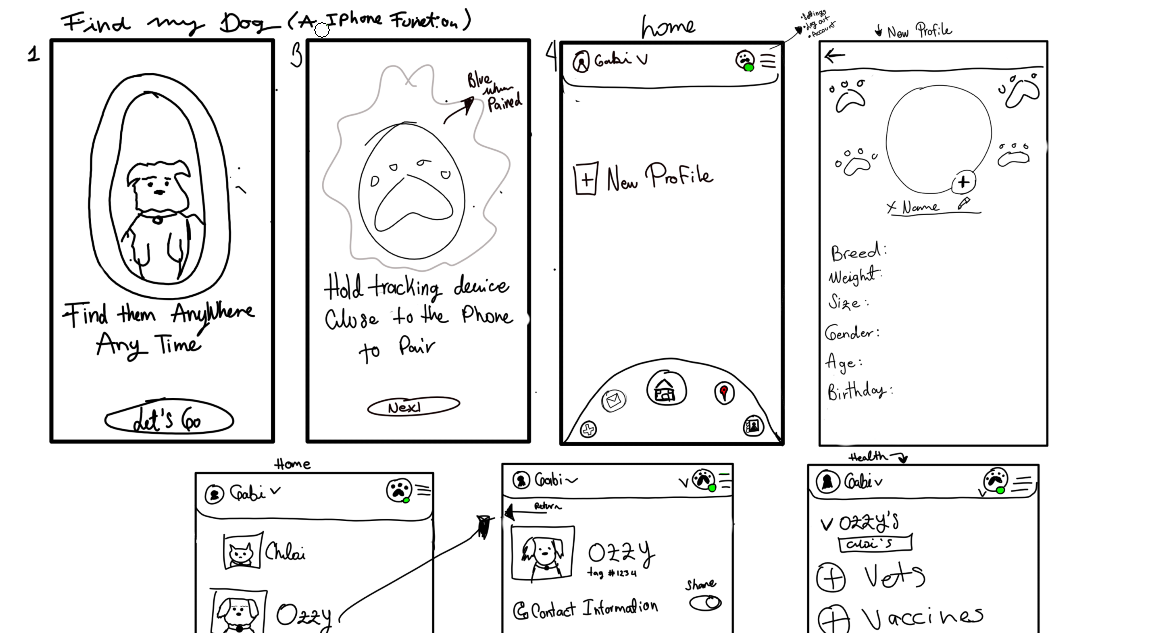 Find my Dog (A IPhone Function)
1
Find them AnyWhere
Any Time
Let's Go
3
Blue
when
Paired
Hold tracking device
Close to the Phone
to Pair
Next
home
4
Gabi
Settings
Log out
Account
+ New Profile
New Profile
+
x Name
Breed:
Weight:
Size:
Gender:
Age:
Birthday:
Home
Gabi
Chloi
Ozzy
Gabi
Return
Ozzy
tag #1234
Share
Contact Information
Health
Gabi
Ozzy's
Cloi's
+ Vets
+ Vaccines